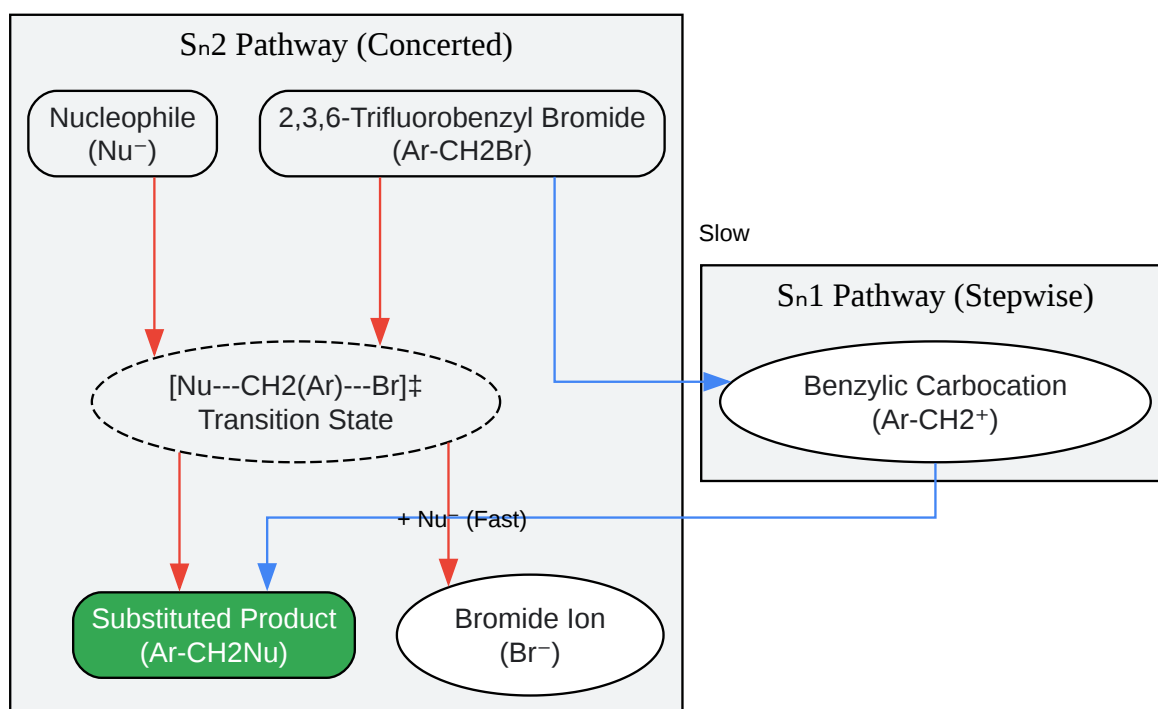 Sₙ2 Pathway (Concerted)
Nucleophile
(Nu⁻)
2,3,6-Trifluorobenzyl Bromide
(Ar-CH2Br)
Slow
Sₙ1 Pathway (Stepwise)
[Nu---CH2(Ar)---Br]‡
Transition State
Benzylic Carbocation
(Ar-CH2⁺)
+ Nu⁻ (Fast)
Substituted Product
(Ar-CH2Nu)
Bromide Ion
(Br⁻)